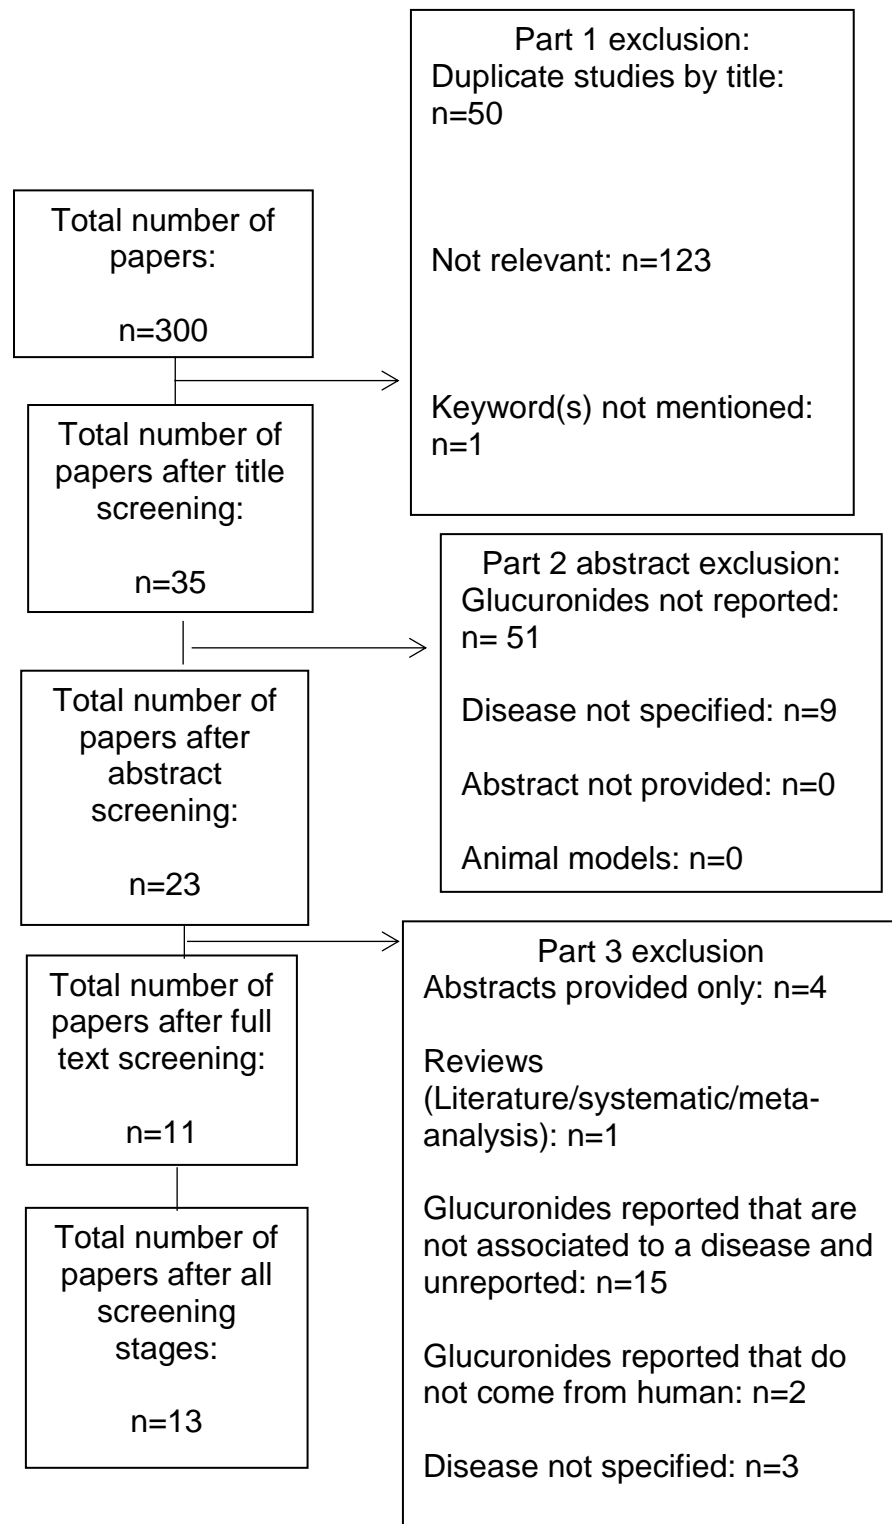 Total number of
papers:
n=300
Part 1 exclusion:
Duplicate studies by title:
n=50
Not relevant: n=123
Keyword(s) not mentioned:
n=1
Total number of
papers after title
screening:
n=35
Part 2 abstract exclusion:
Glucuronides not reported:
n= 51
Disease not specified: n=9
Abstract not provided: n=0
Animal models: n=0
Total number of
papers after
abstract
screening:
n=23
Part 3 exclusion
Abstracts provided only: n=4
Reviews
(Literature/systematic/meta-
analysis): n=1
Glucuronides reported that are
not associated to a disease and
unreported: n=15
Glucuronides reported that do
not come from human: n=2
Disease not specified: n=3
Total number of
papers after full
text screening:
n=11
Total number of
papers after all
screening
stages:
n=13